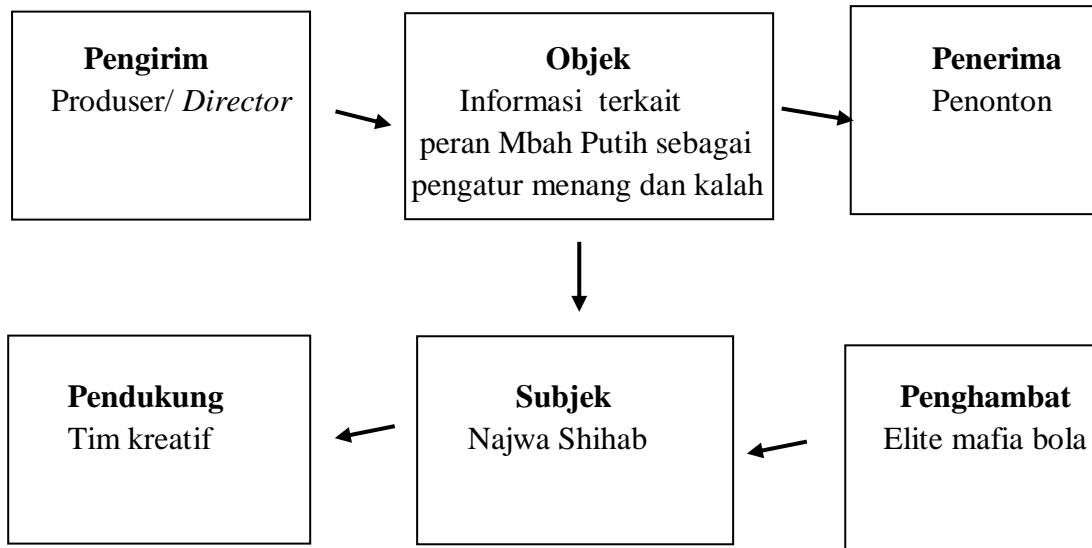 Pengirim
Produser/ Director
Objek
Informasi terkait
peran Mbah Putih sebagai
pengatur menang dan kalah
Penerima
Penonton
Pendukung
Tim kreatif
Subjek
Najwa Shihab
Penghambat
Elite mafia bola